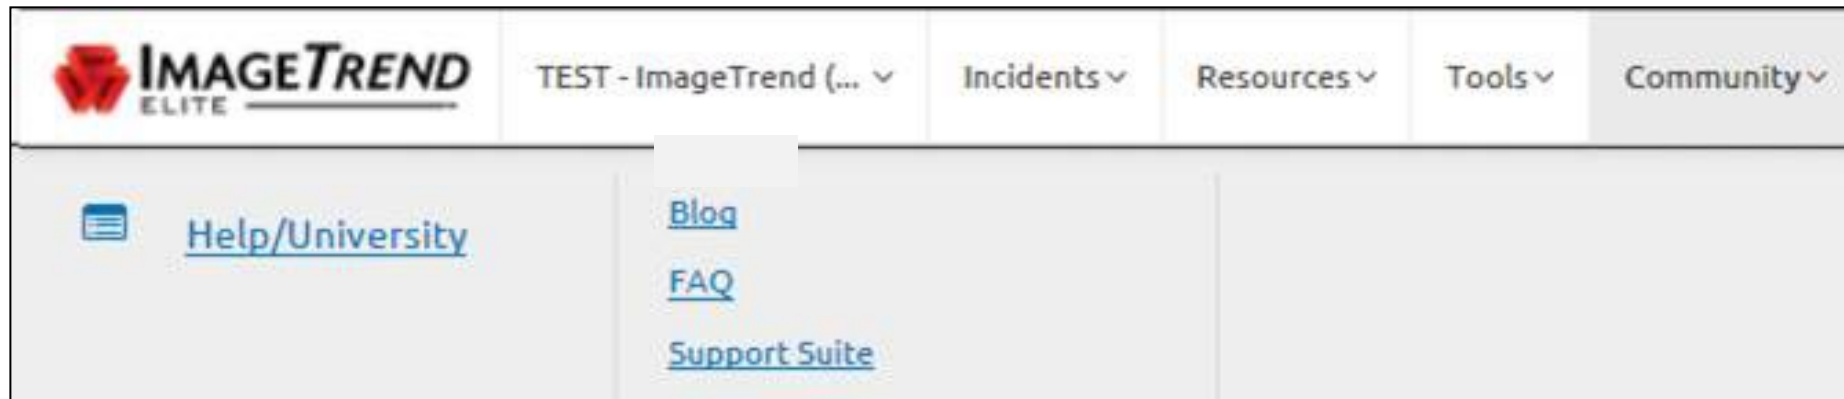 IMAGETREND
ELITE
TEST - ImageTrend (...
Incidents
Resources
Tools
Community
Help/University
Blog
FAQ
Support Suite